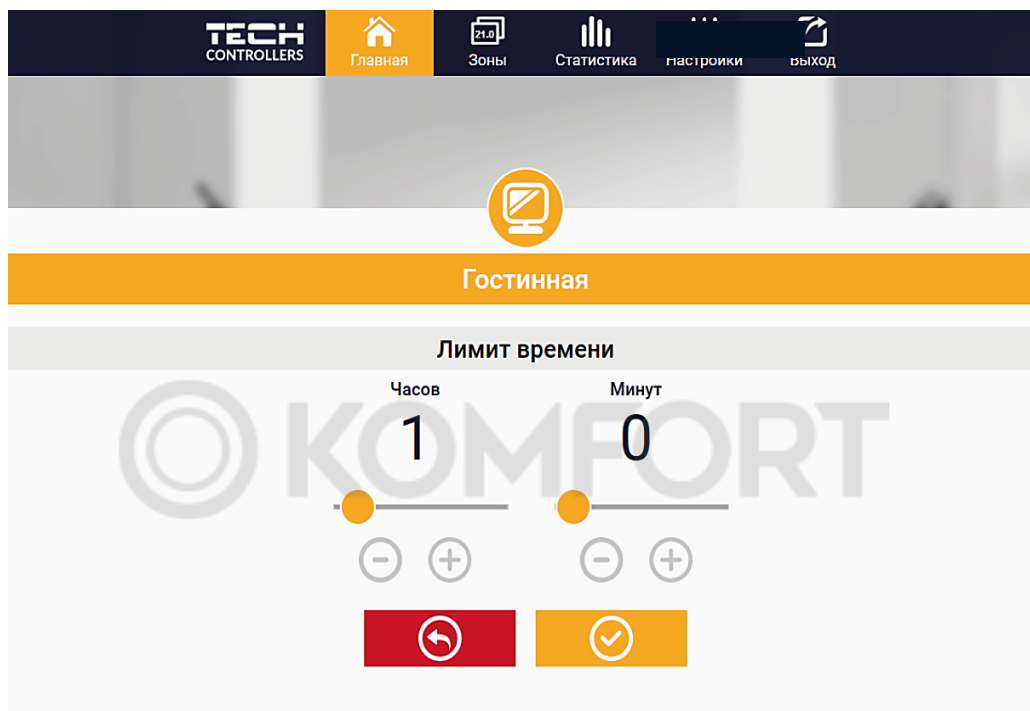 TECH
CONTROLLERS
Главная
21.0
Зоны
Статистика
Настройки
Выход
Гостинная
Лимит времени
Часов
Минут
1
0
KOMFORT